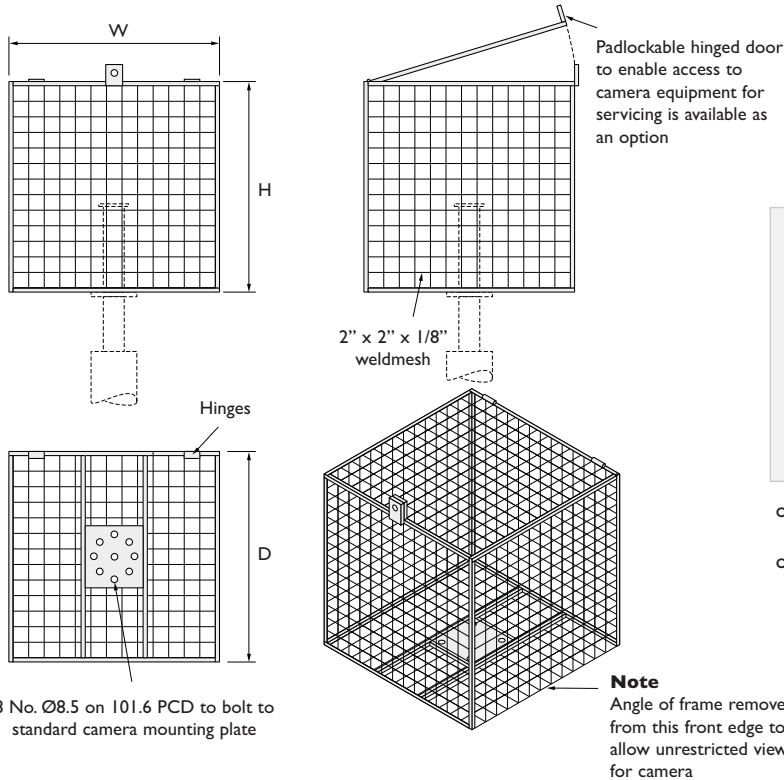 W
H
Padlockable hinged door
to enable access to
camera equipment for
servicing is available as
an option
2” x 2” x 1/8”
weldmesh
Hinges
D
No. Ø8.5 on 101.6 PCD to bolt to
standard camera mounting plate
Note
Angle of frame remove
from this front edge to
allow unrestricted view
for camera